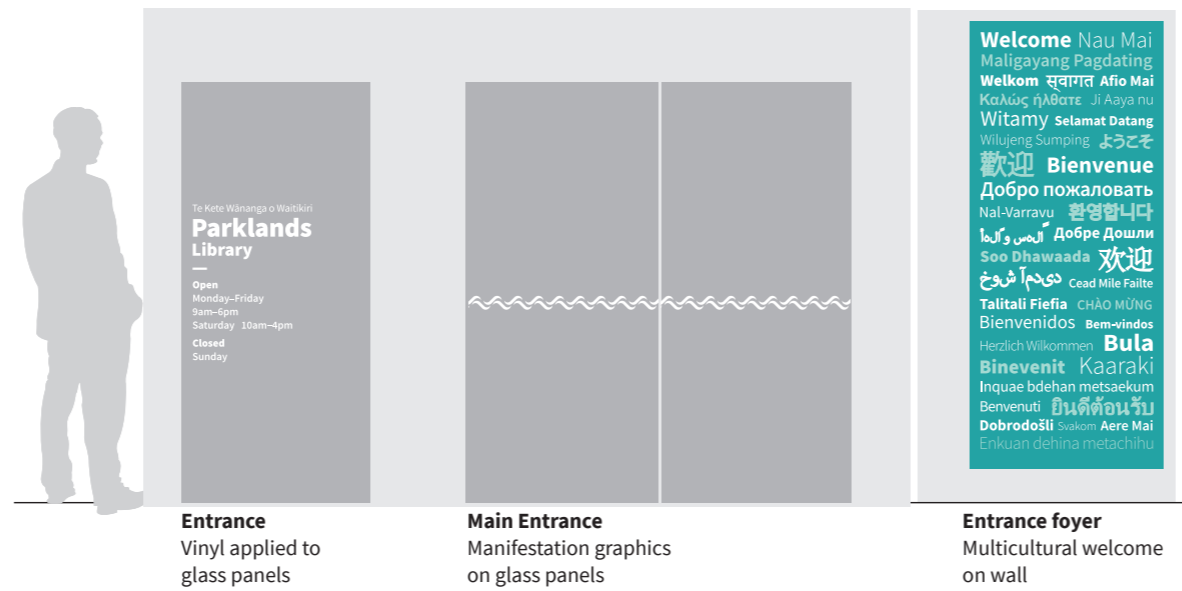 Te Kete Wānanga o Waitikiri
Parklands
Library
Open
Monday–Friday
9am–6pm
Saturday 10am–4pm
Closed
Sunday
Welcome Nau Mai
Maligayang Pagdating
Welkom स्वागत Afio Mai
Καλώς ήλθατε Ji Aaya nu
Witamy Selamat Datang
Wilujeng Sumping ようこそ
歡迎 Bienvenue
Добро пожаловать
Nal-Varravu 환영합니다
ًالهس و ًالهأ Добре Дошли
Soo Dhawaada 欢迎
دیدمآ شوخ Cead Mile Failte
Talitali Fiefia CHÀO MỪNG
Bienvenidos Bem-vindos
Herzlich Wilkommen Bula
Binevenit Kaaraki
Inquae bdehan metsaekum
Benvenuti ยินดีต้อนรับ
Dobrodošli Svakom Aere Mai
Enkuan dehina metachihu
Entrance
Vinyl applied to
glass panels
Main Entrance
Manifestation graphics
on glass panels
Entrance foyer
Multicultural welcome
on wall